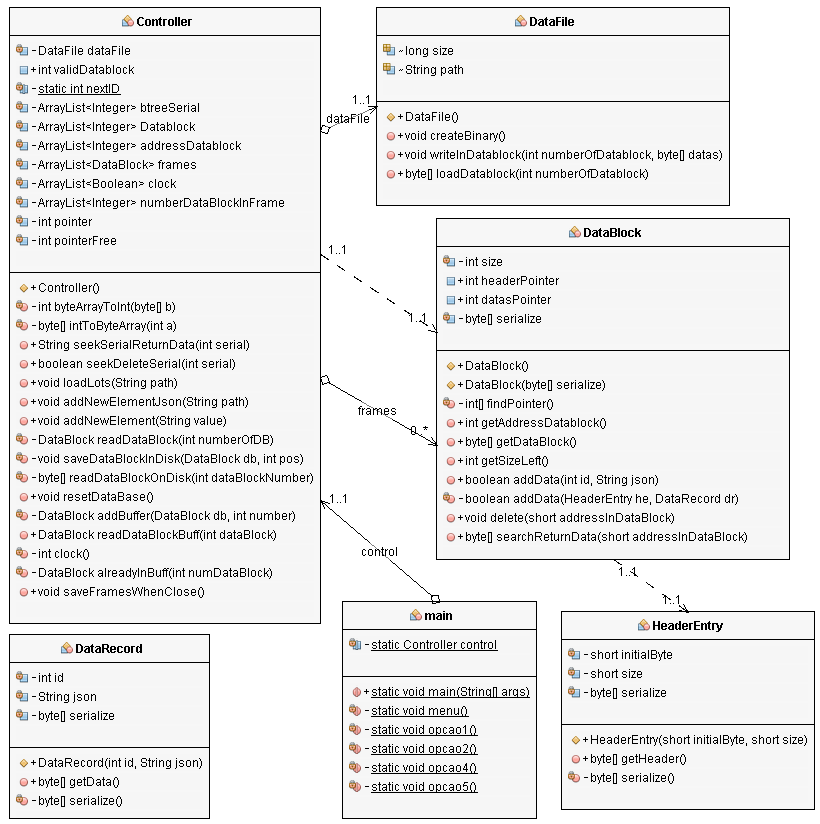 Controller
- DataFile dataFile
+ int validDatablock
- static int nextID
- ArrayList<Integer> btreeSerial
- ArrayList<Integer> Datablock
- ArrayList<Integer> addressDatablock
- ArrayList<DataBlock> frames
- ArrayList<Boolean> clock
- ArrayList<Integer> numberDataBlockInFrame
- int pointer
- int pointerFree
+ Controller()
- int byteArrayToInt(byte[] b)
- byte[] intToByteArray(int a)
+ String seekSerialReturnData(int serial)
+ boolean seekDeleteSerial(int serial)
+ void loadLots(String path)
+ void addNewElementJson(String path)
+ void addNewElement(String value)
- DataBlock readDataBlock(int numberOfDB)
- void saveDataBlockInDisk(DataBlock db, int pos)
- byte[] readDataBlockOnDisk(int dataBlockNumber)
+ void resetDataBase()
- DataBlock addBuffer(DataBlock db, int number)
+ DataBlock readDataBlockBuff(int dataBlock)
- int clock()
- DataBlock alreadyInBuff(int numDataBlock)
+ void saveFramesWhenClose()
1..1
dataFile
DataFile
~ long size
~ String path
+ DataFile()
+ void createBinary()
+ void writeInDatablock(int numberOfDatablock, byte[] datas)
+ byte[] loadDatablock(int numberOfDatablock)
1..1
1..1
DataBlock
- int size
+ int headerPointer
+ int datasPointer
- byte[] serialize
+ DataBlock()
+ DataBlock(byte[] serialize)
- int[] findPointer()
+ int getAddressDatablock()
+ byte[] getDataBlock()
+ int getSizeLeft()
+ boolean addData(int id, String json)
- boolean addData(HeaderEntry he, DataRecord dr)
+ void delete(short addressInDataBlock)
+ byte[] searchReturnData(short addressInDataBlock)
frames
0..*
1..1
control
1..1
1..1
main
- static Controller control
+ static void main(String[] args)
- static void menu()
- static void opcao1()
- static void opcao2()
- static void opcao4()
- static void opcao5()
HeaderEntry
- short initialByte
- short size
- byte[] serialize
+ HeaderEntry(short initialByte, short size)
+ byte[] getHeader()
- byte[] serialize()
DataRecord
- int id
- String json
- byte[] serialize
+ DataRecord(int id, String json)
+ byte[] getData()
- byte[] serialize()